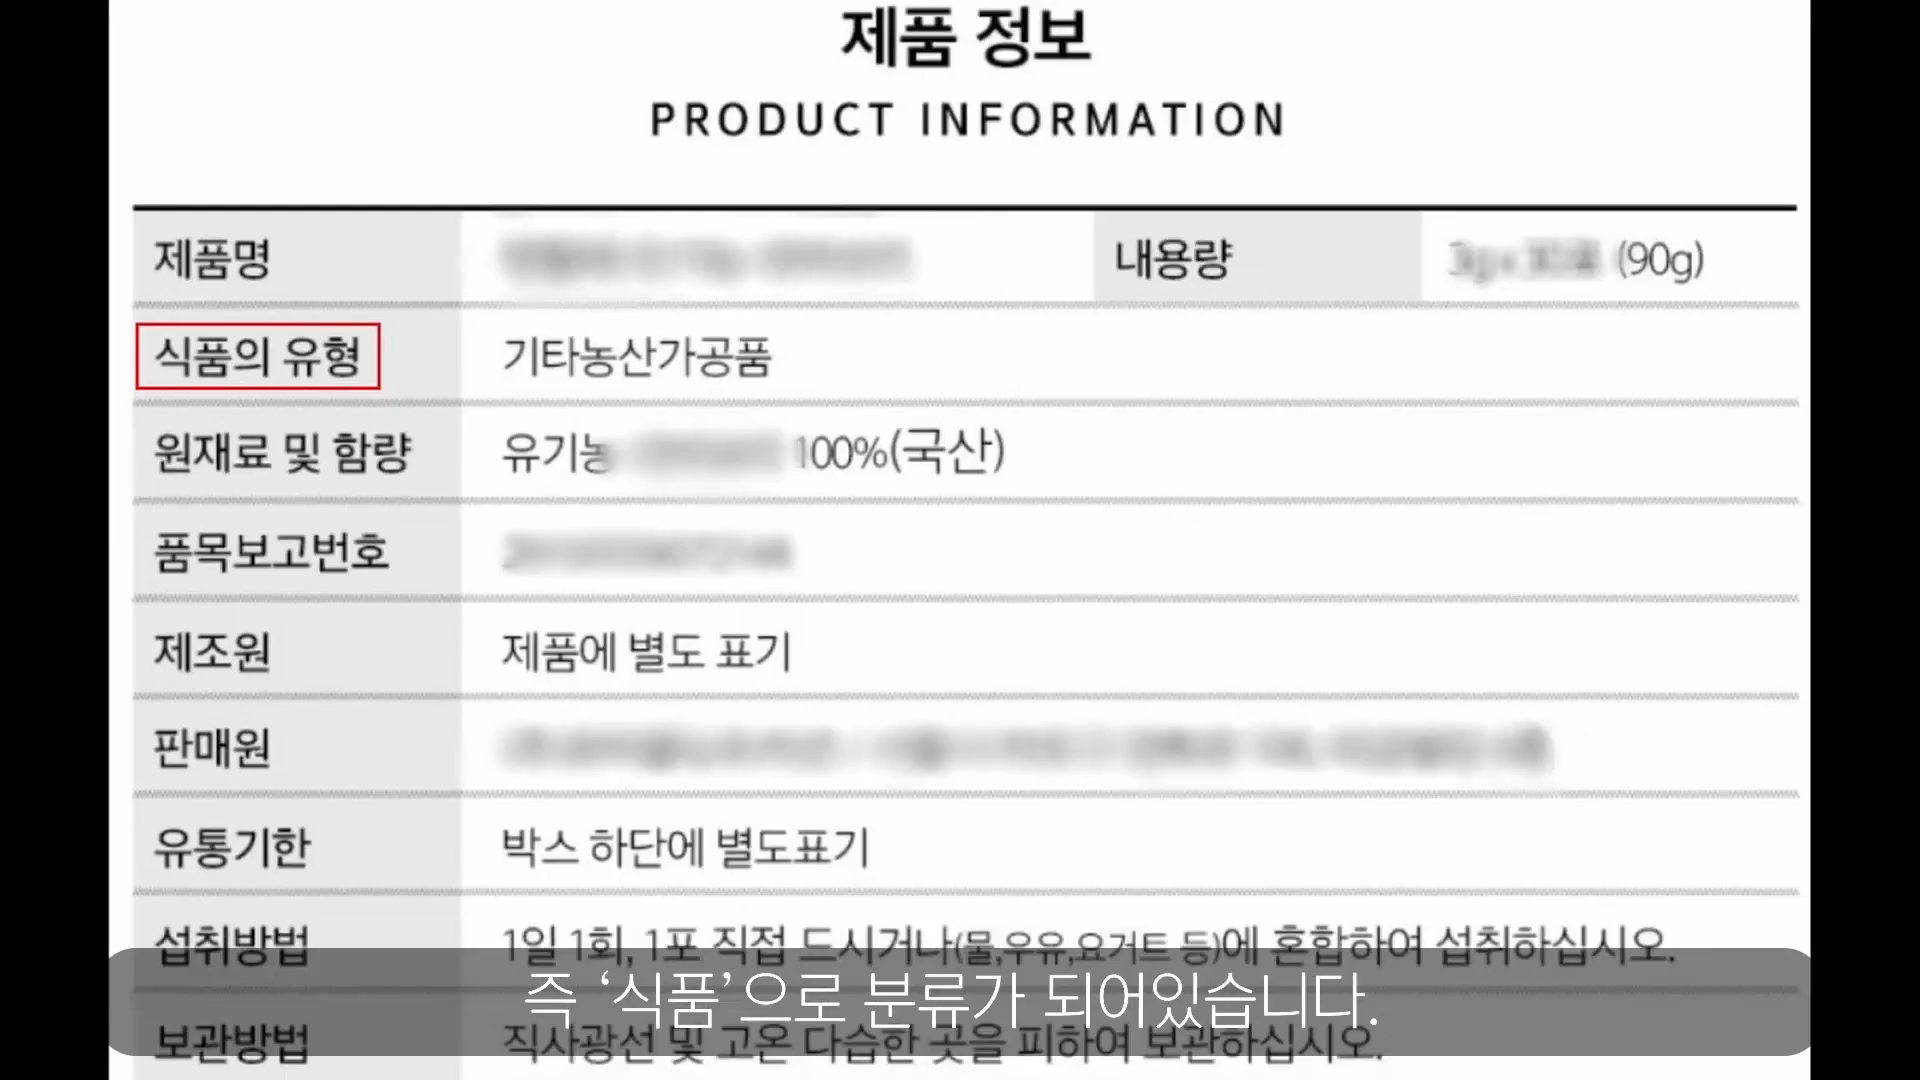 제품 정보
PRODUCT INFORMATION
제품명 내용량 (90g)
식품의 유형 기타농산가공품
원재료 및 함량 유기농 100%(국산)
품목보고번호
제조원 제품에 별도 표기
판매원
유통기한 박스 하단에 별도표기
섭취방법 1일 1회, 1포 직접 드시거나(물,우유,요거트 등)에 혼합하여 섭취하십시오.
즉 ‘식품’으로 분류가 되어있습니다.
보관방법 직사광선 및 고온 다습한 곳을 피하여 보관하십시오.